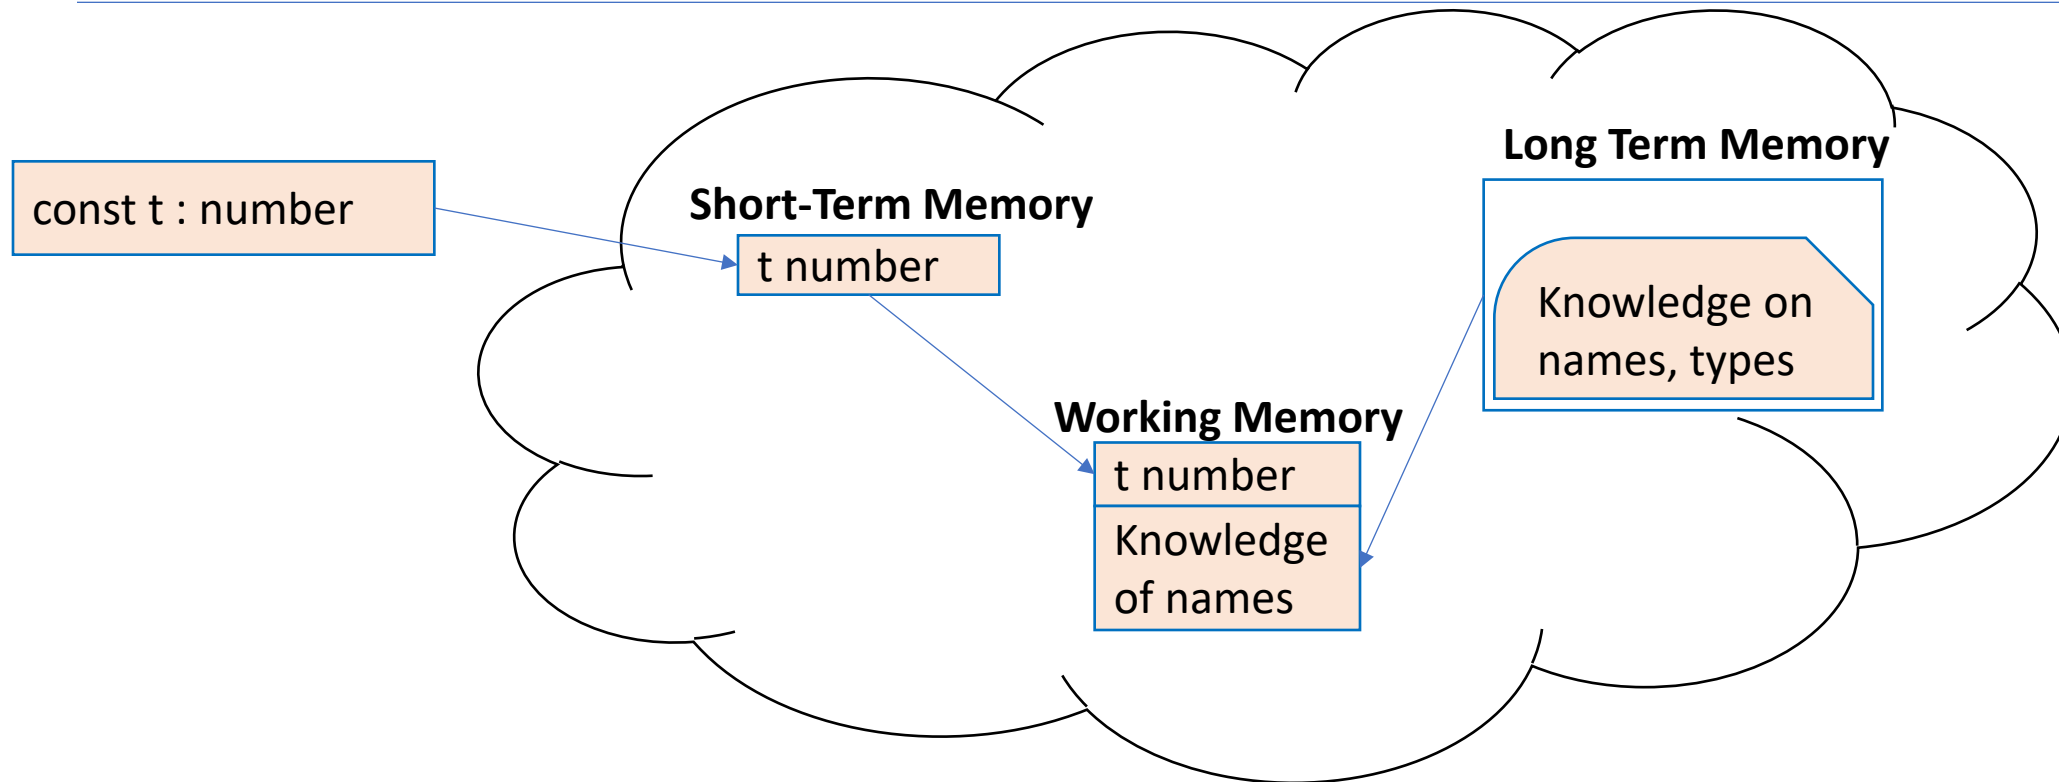 const t : number
Short-Term Memory
t number
Long Term Memory
Knowledge on
names, types
Working Memory
t number
Knowledge
of names